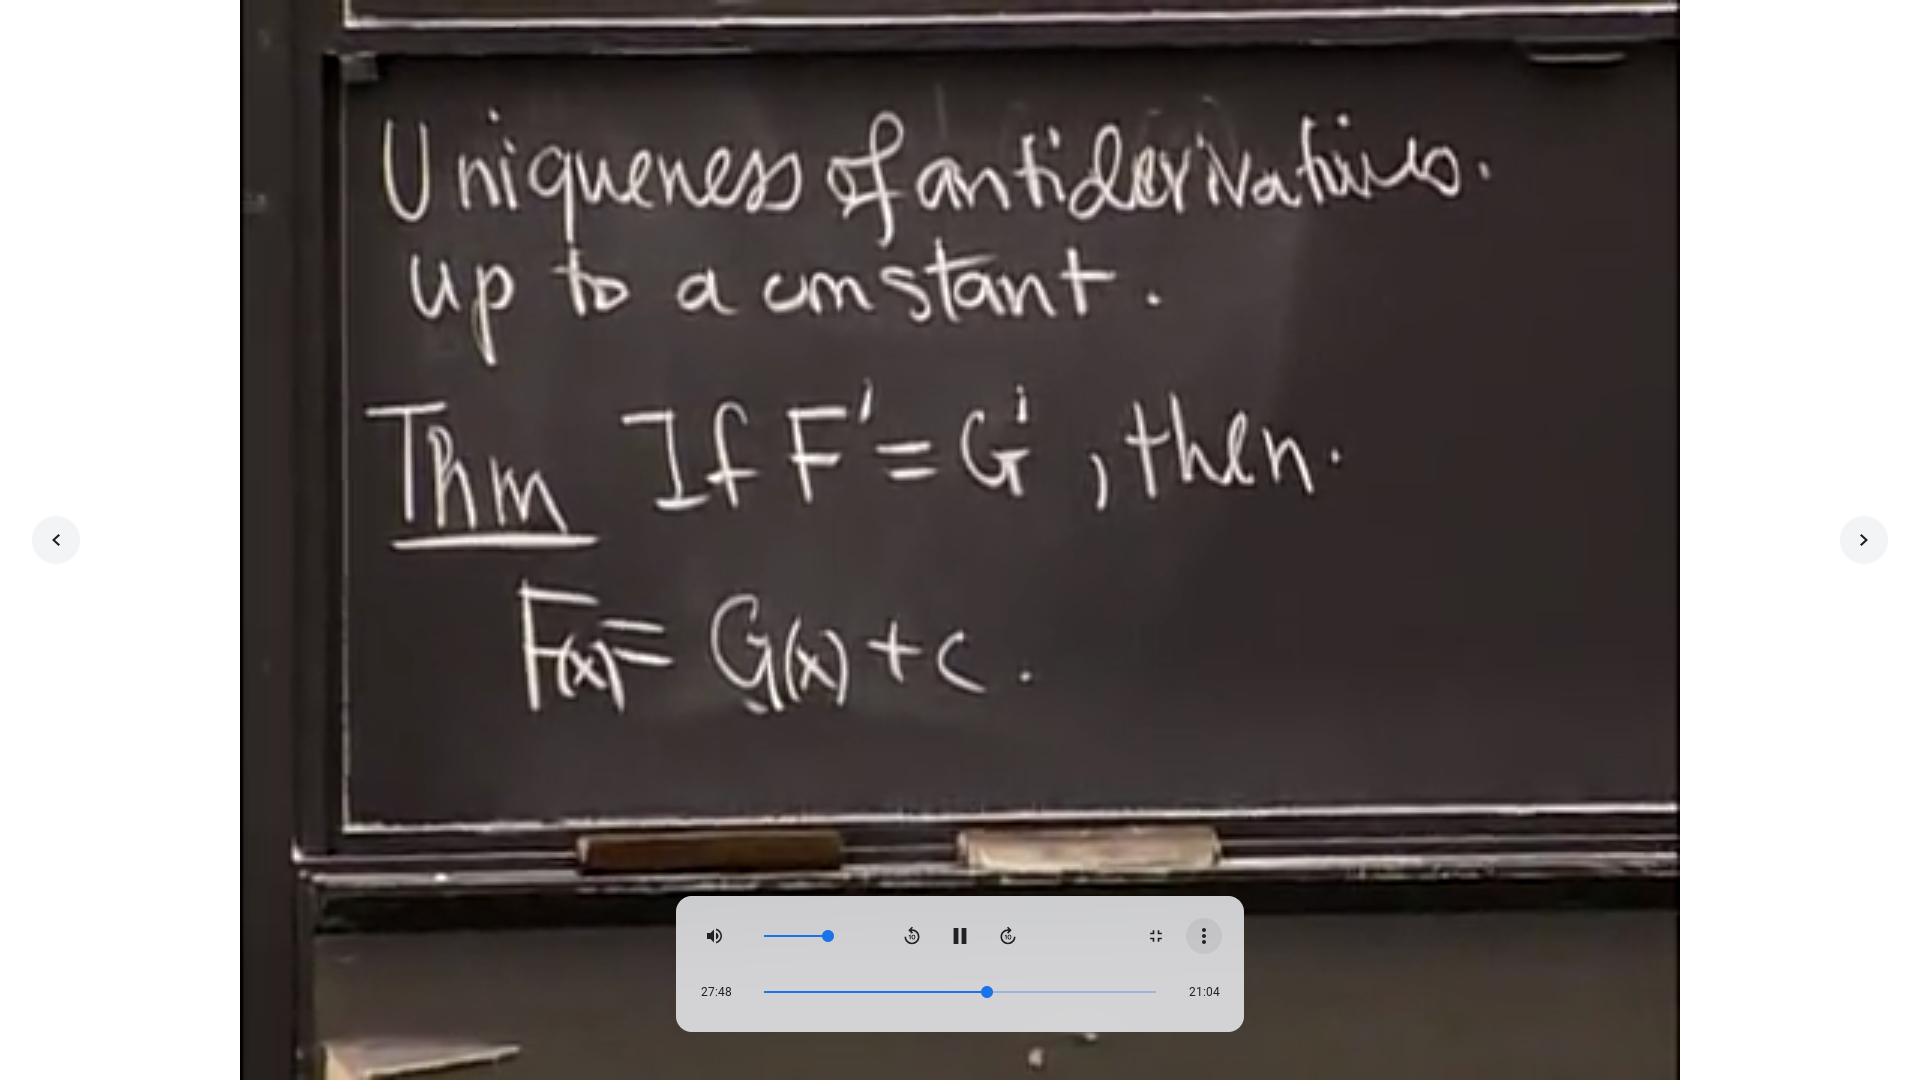 Uniqueness of antiderivatives.
up to a constant.
Thm If F' = G', then.
F(x) = G(x) + c.
10 10
27:48 21:04